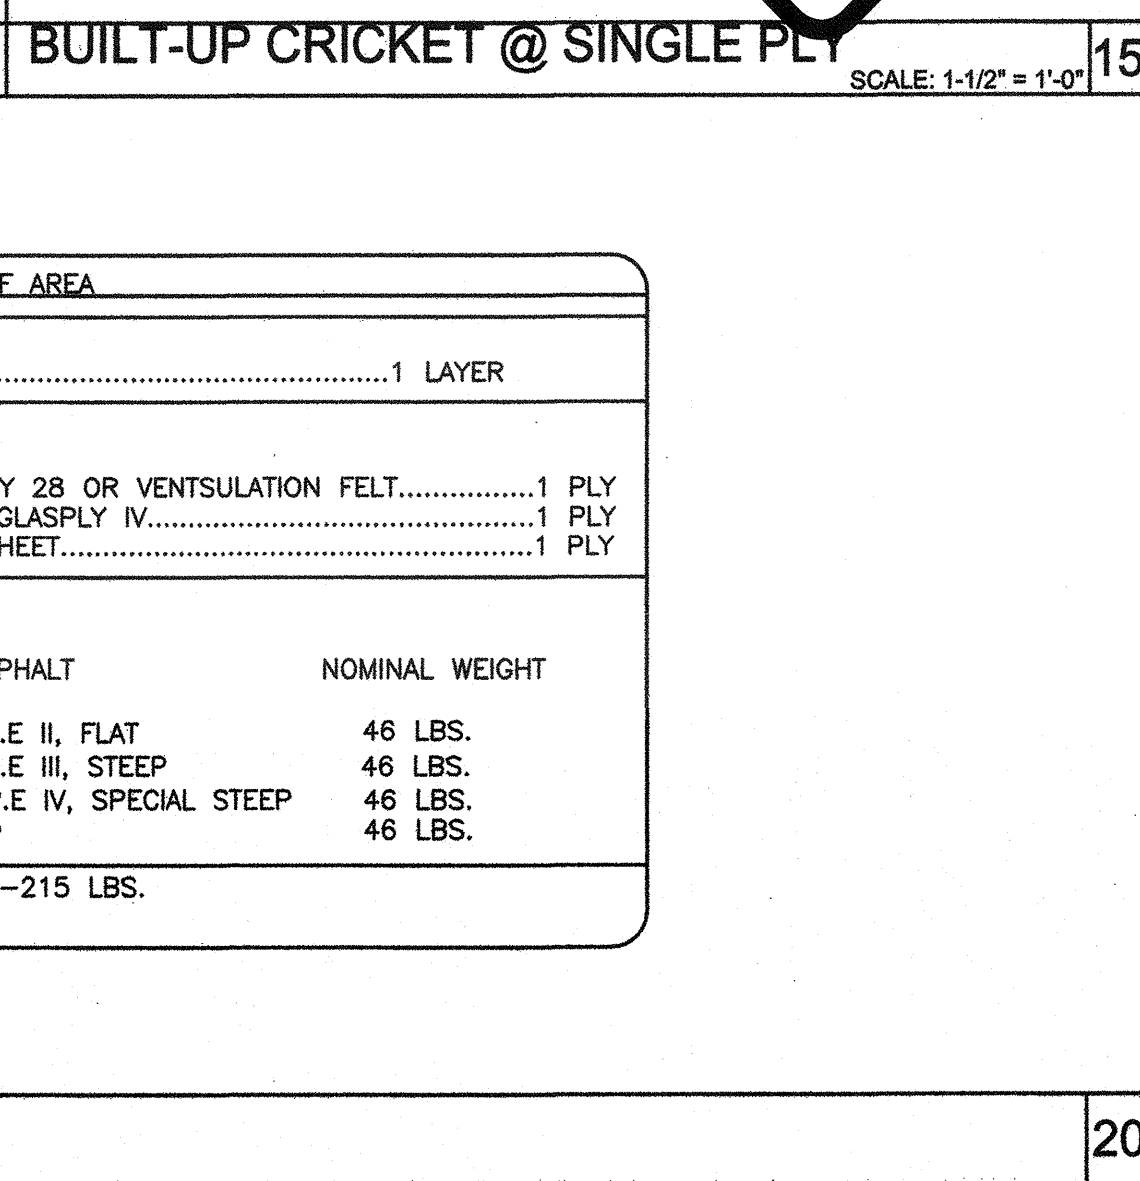 BUILT-UP CRICKET @ SINGLE PLY
SCALE: 1-1/2" = 1'-0"
15
F AREA
1 LAYER
Y 28 OR VENTSULATION FELT................1 PLY
GLASPLY IV..............................................1 PLY
HEET........................................................1 PLY
PHALT NOMINAL WEIGHT
.E II, FLAT 46 LBS.
.E III, STEEP 46 LBS.
.E IV, SPECIAL STEEP 46 LBS.
46 LBS.
–215 LBS.
20